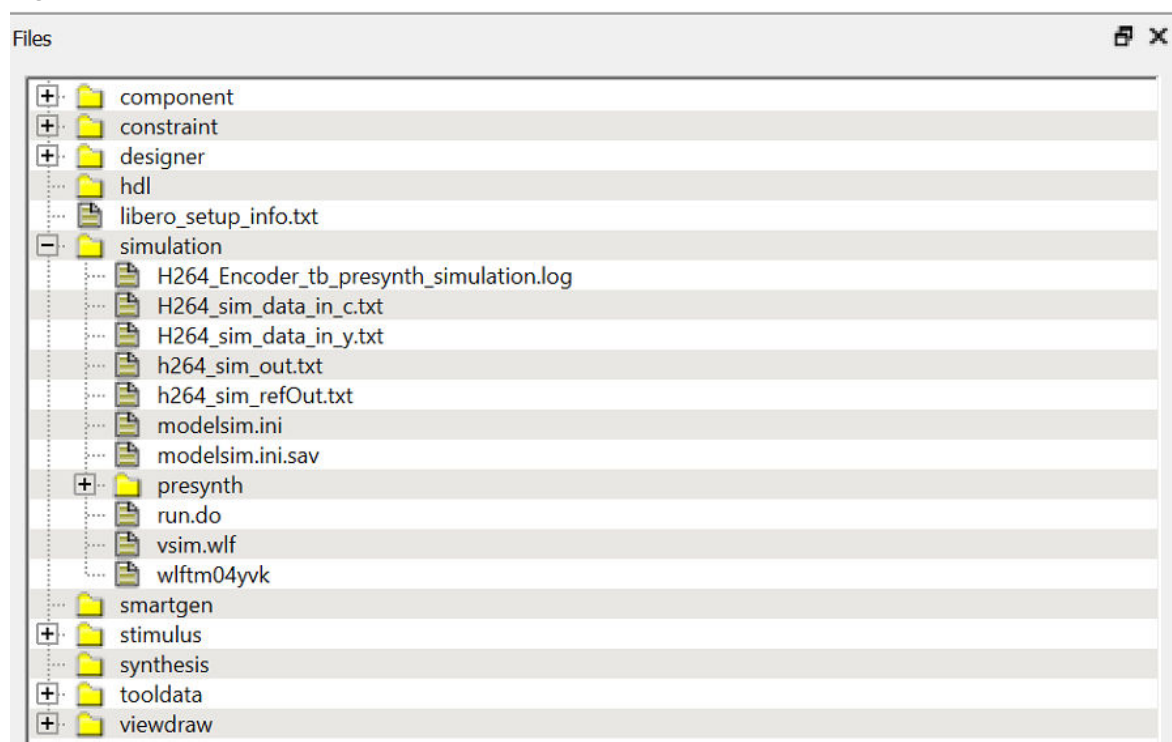 Files
component
constraint
designer
hdl
libero_setup_info.txt
simulation
H264_Encoder_tb_presynth_simulation.log
H264_sim_data_in_c.txt
H264_sim_data_in_y.txt
h264_sim_out.txt
h264_sim_refOut.txt
modelsim.ini
modelsim.ini.sav
presynth
run.do
vsim.wlf
wlftm04yvk
smartgen
stimulus
synthesis
tooldata
viewdraw